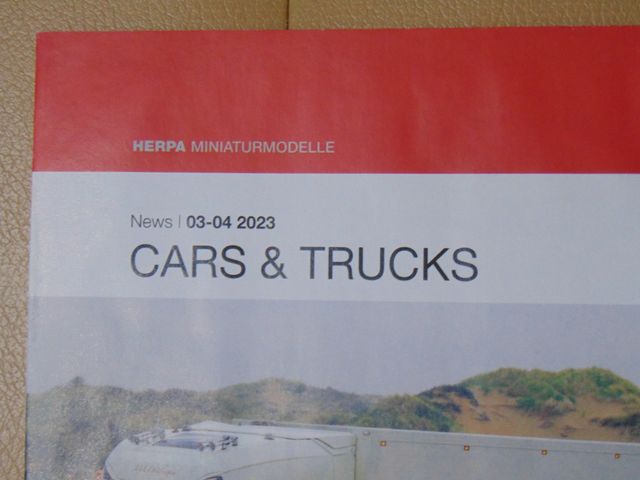 HERPA MINIATURMODELLE
News | 03-04 2023
CARS & TRUCKS